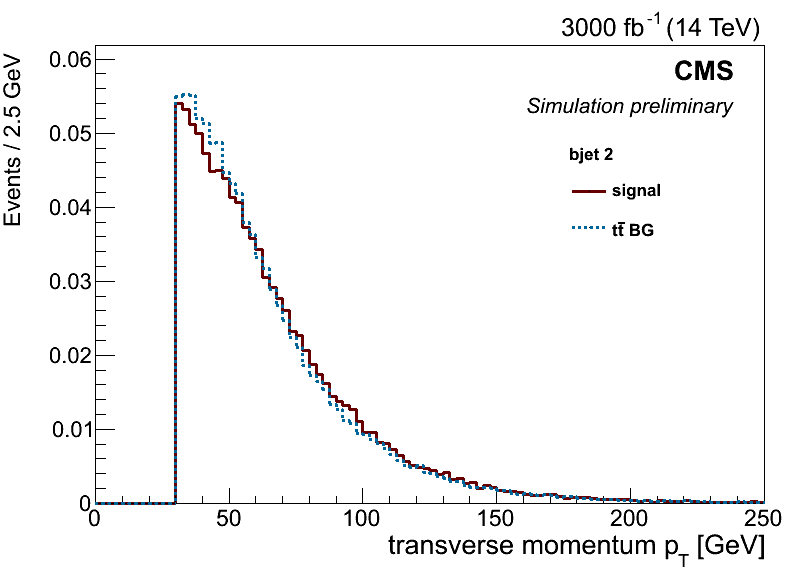 3000 fb⁻¹ (14 TeV)
CMS
Simulation preliminary
bjet 2
signal
tt̄ BG
Events / 2.5 GeV
0.06
0.05
0.04
0.03
0.02
0.01
0
0 50 100 150 200 250
transverse momentum p_T [GeV]